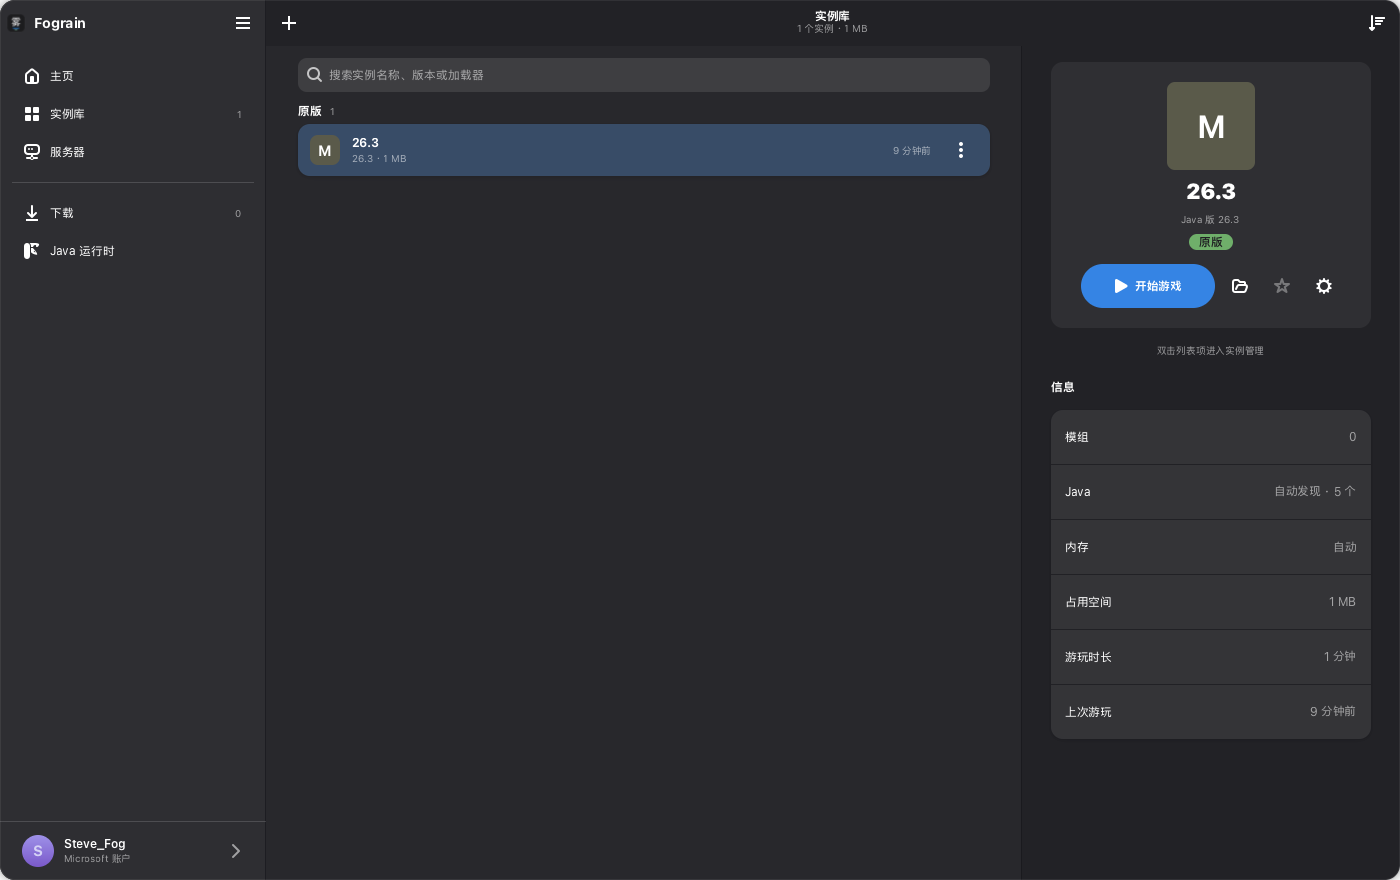 Fograin
主页
实例库 1
服务器
下载 0
Java 运行时
Steve_Fog
Microsoft 账户
S
实例库
1 个实例 · 1 MB
搜索实例名称、版本或加载器
原版 1
M
26.3
26.3 · 1 MB
9 分钟前
M
26.3
Java 版 26.3
原版
开始游戏
双击列表项进入实例管理
信息
模组 0
Java 自动发现 · 5 个
内存 自动
占用空间 1 MB
游玩时长 1 分钟
上次游玩 9 分钟前